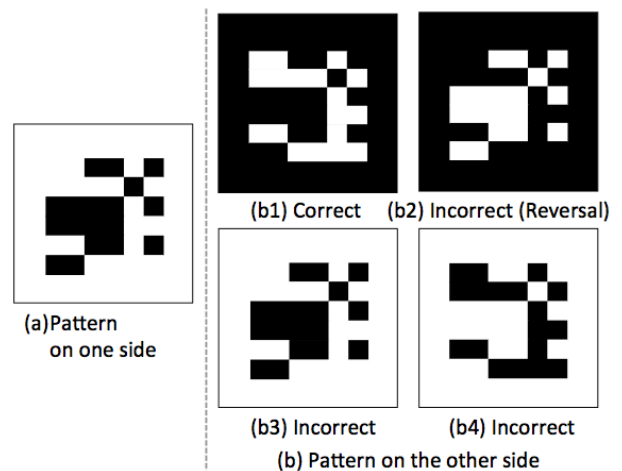 (a)Pattern
on one side
(b1) Correct
(b2) Incorrect (Reversal)
(b3) Incorrect
(b4) Incorrect
(b) Pattern on the other side